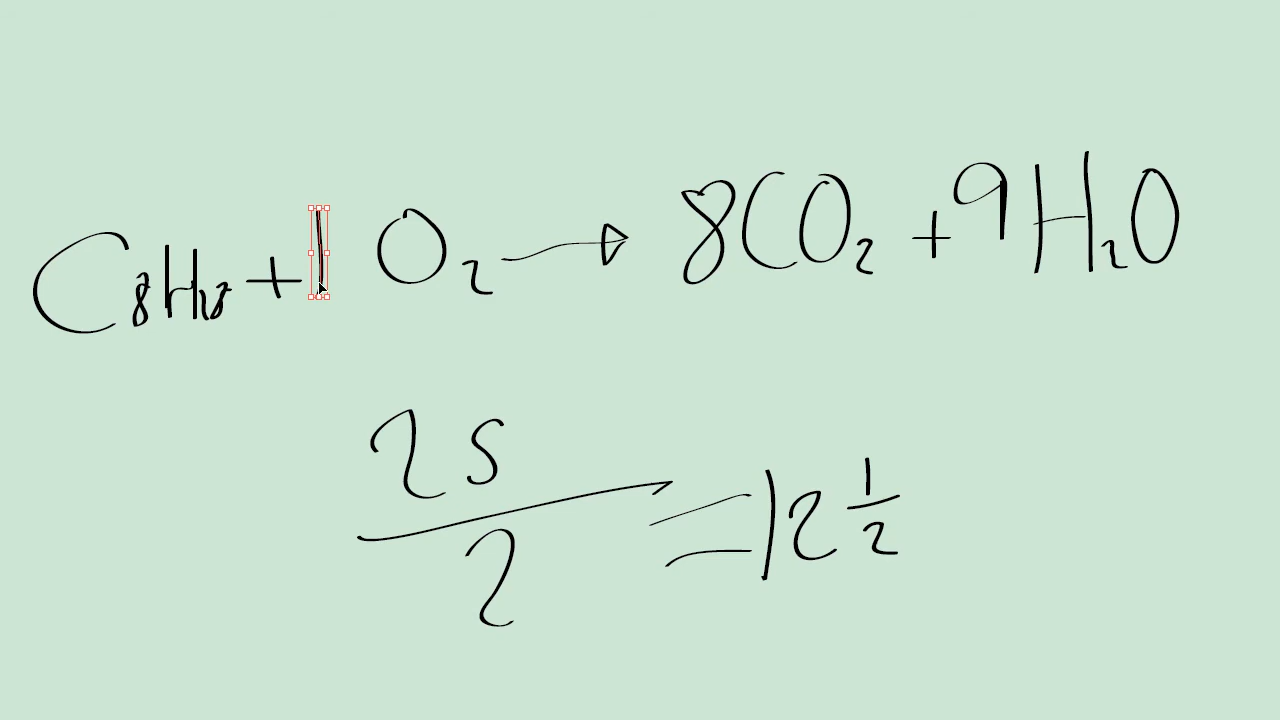 C₈H₁₈ + 1 O₂ → 8CO₂ + 9H₂O
25/2 = 12 1/2